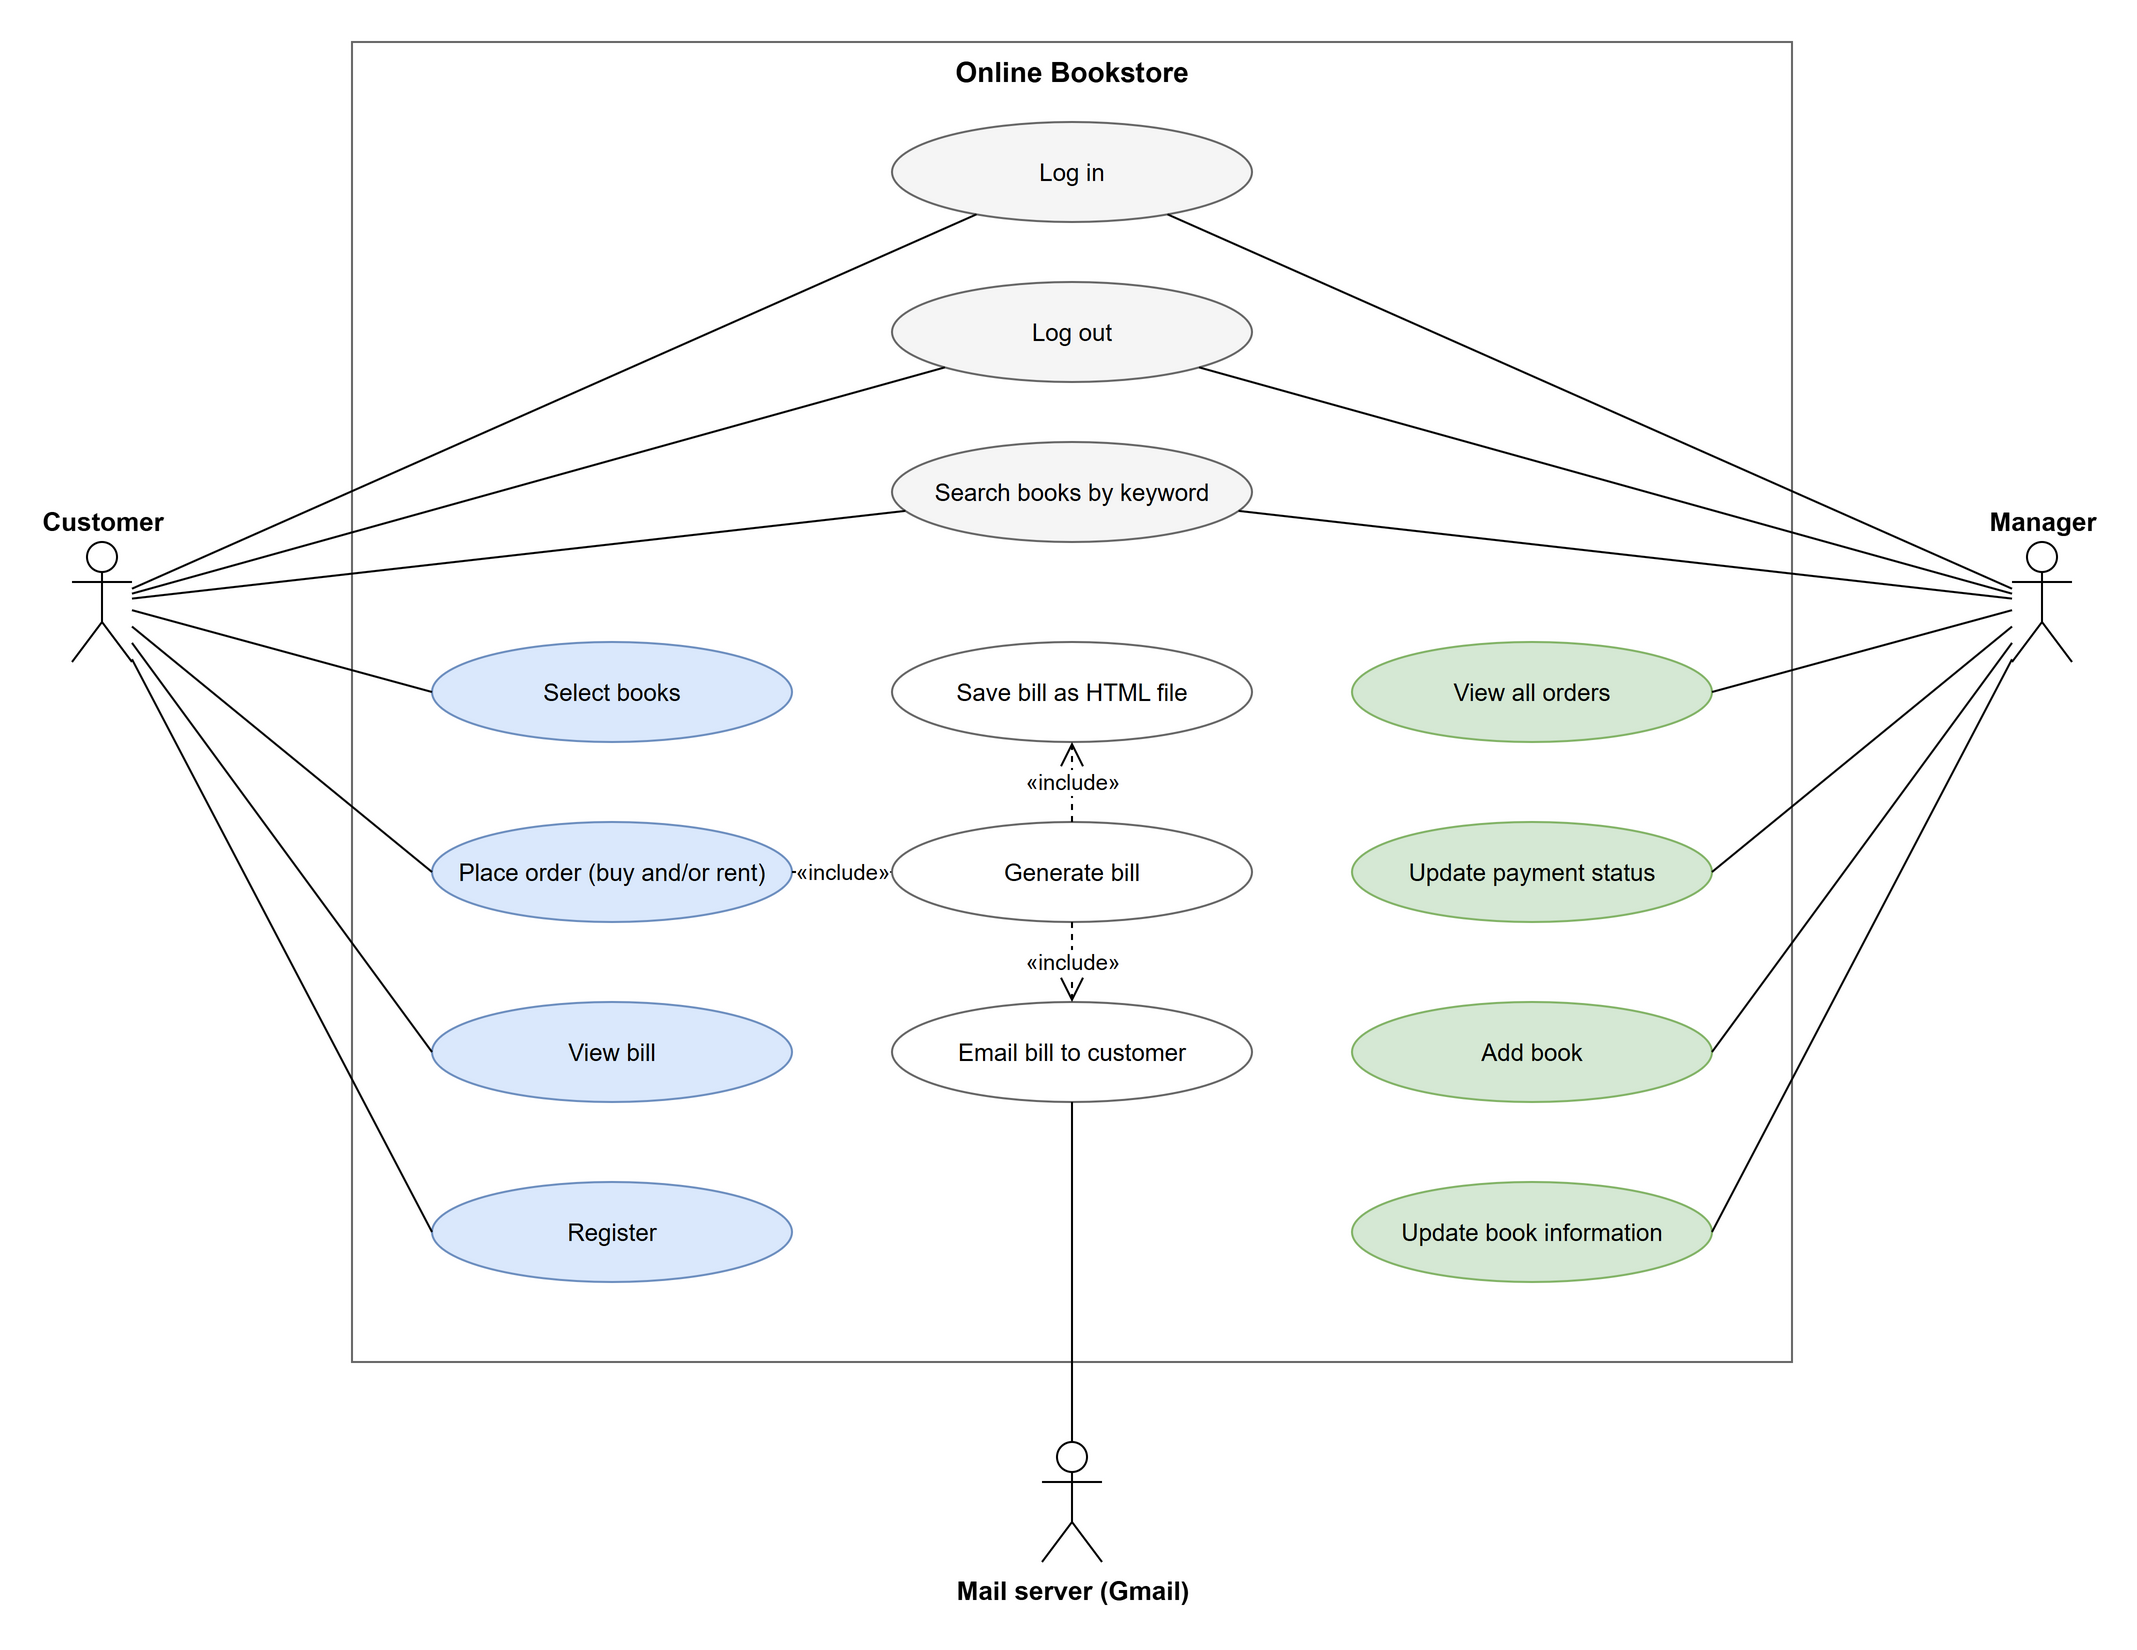 Online Bookstore
Log in
Log out
Search books by keyword
Customer
Manager
Select books
Save bill as HTML file
View all orders
«include»
Place order (buy and/or rent)
«include»
Generate bill
Update payment status
«include»
View bill
Email bill to customer
Add book
Register
Update book information
Mail server (Gmail)